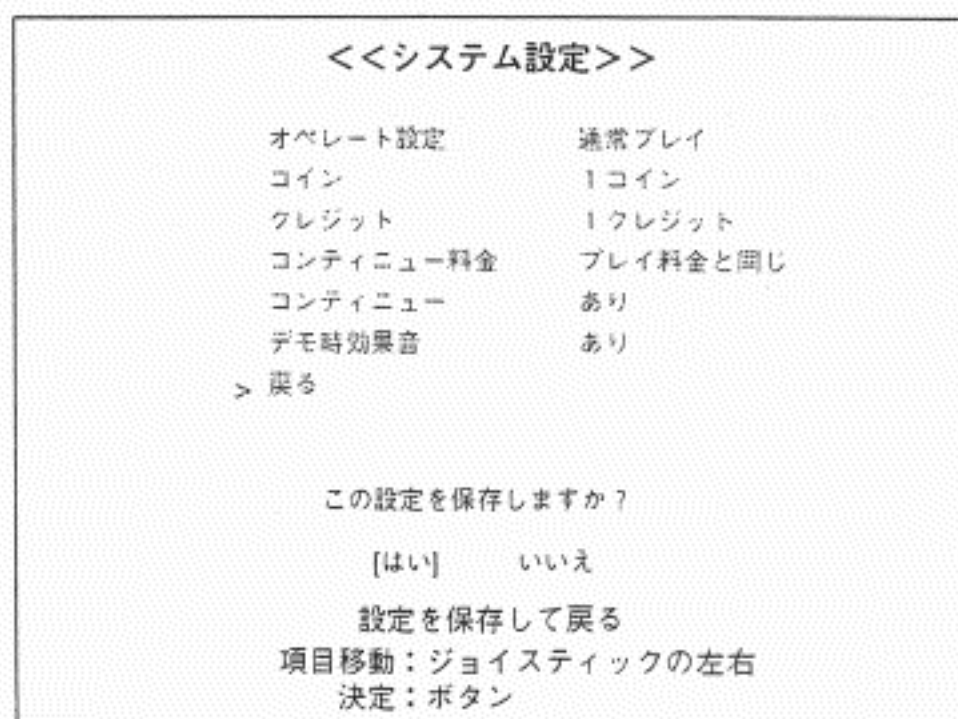 ＜＜システム設定＞＞
オペレート設定 通常プレイ
コイン 1コイン
クレジット 1クレジット
コンティニュー料金 プレイ料金と同じ
コンティニュー あり
デモ時効果音 あり
> 戻る
この設定を保存しますか？
[はい] いいえ
設定を保存して戻る
項目移動：ジョイスティックの左右
決定：ボタン